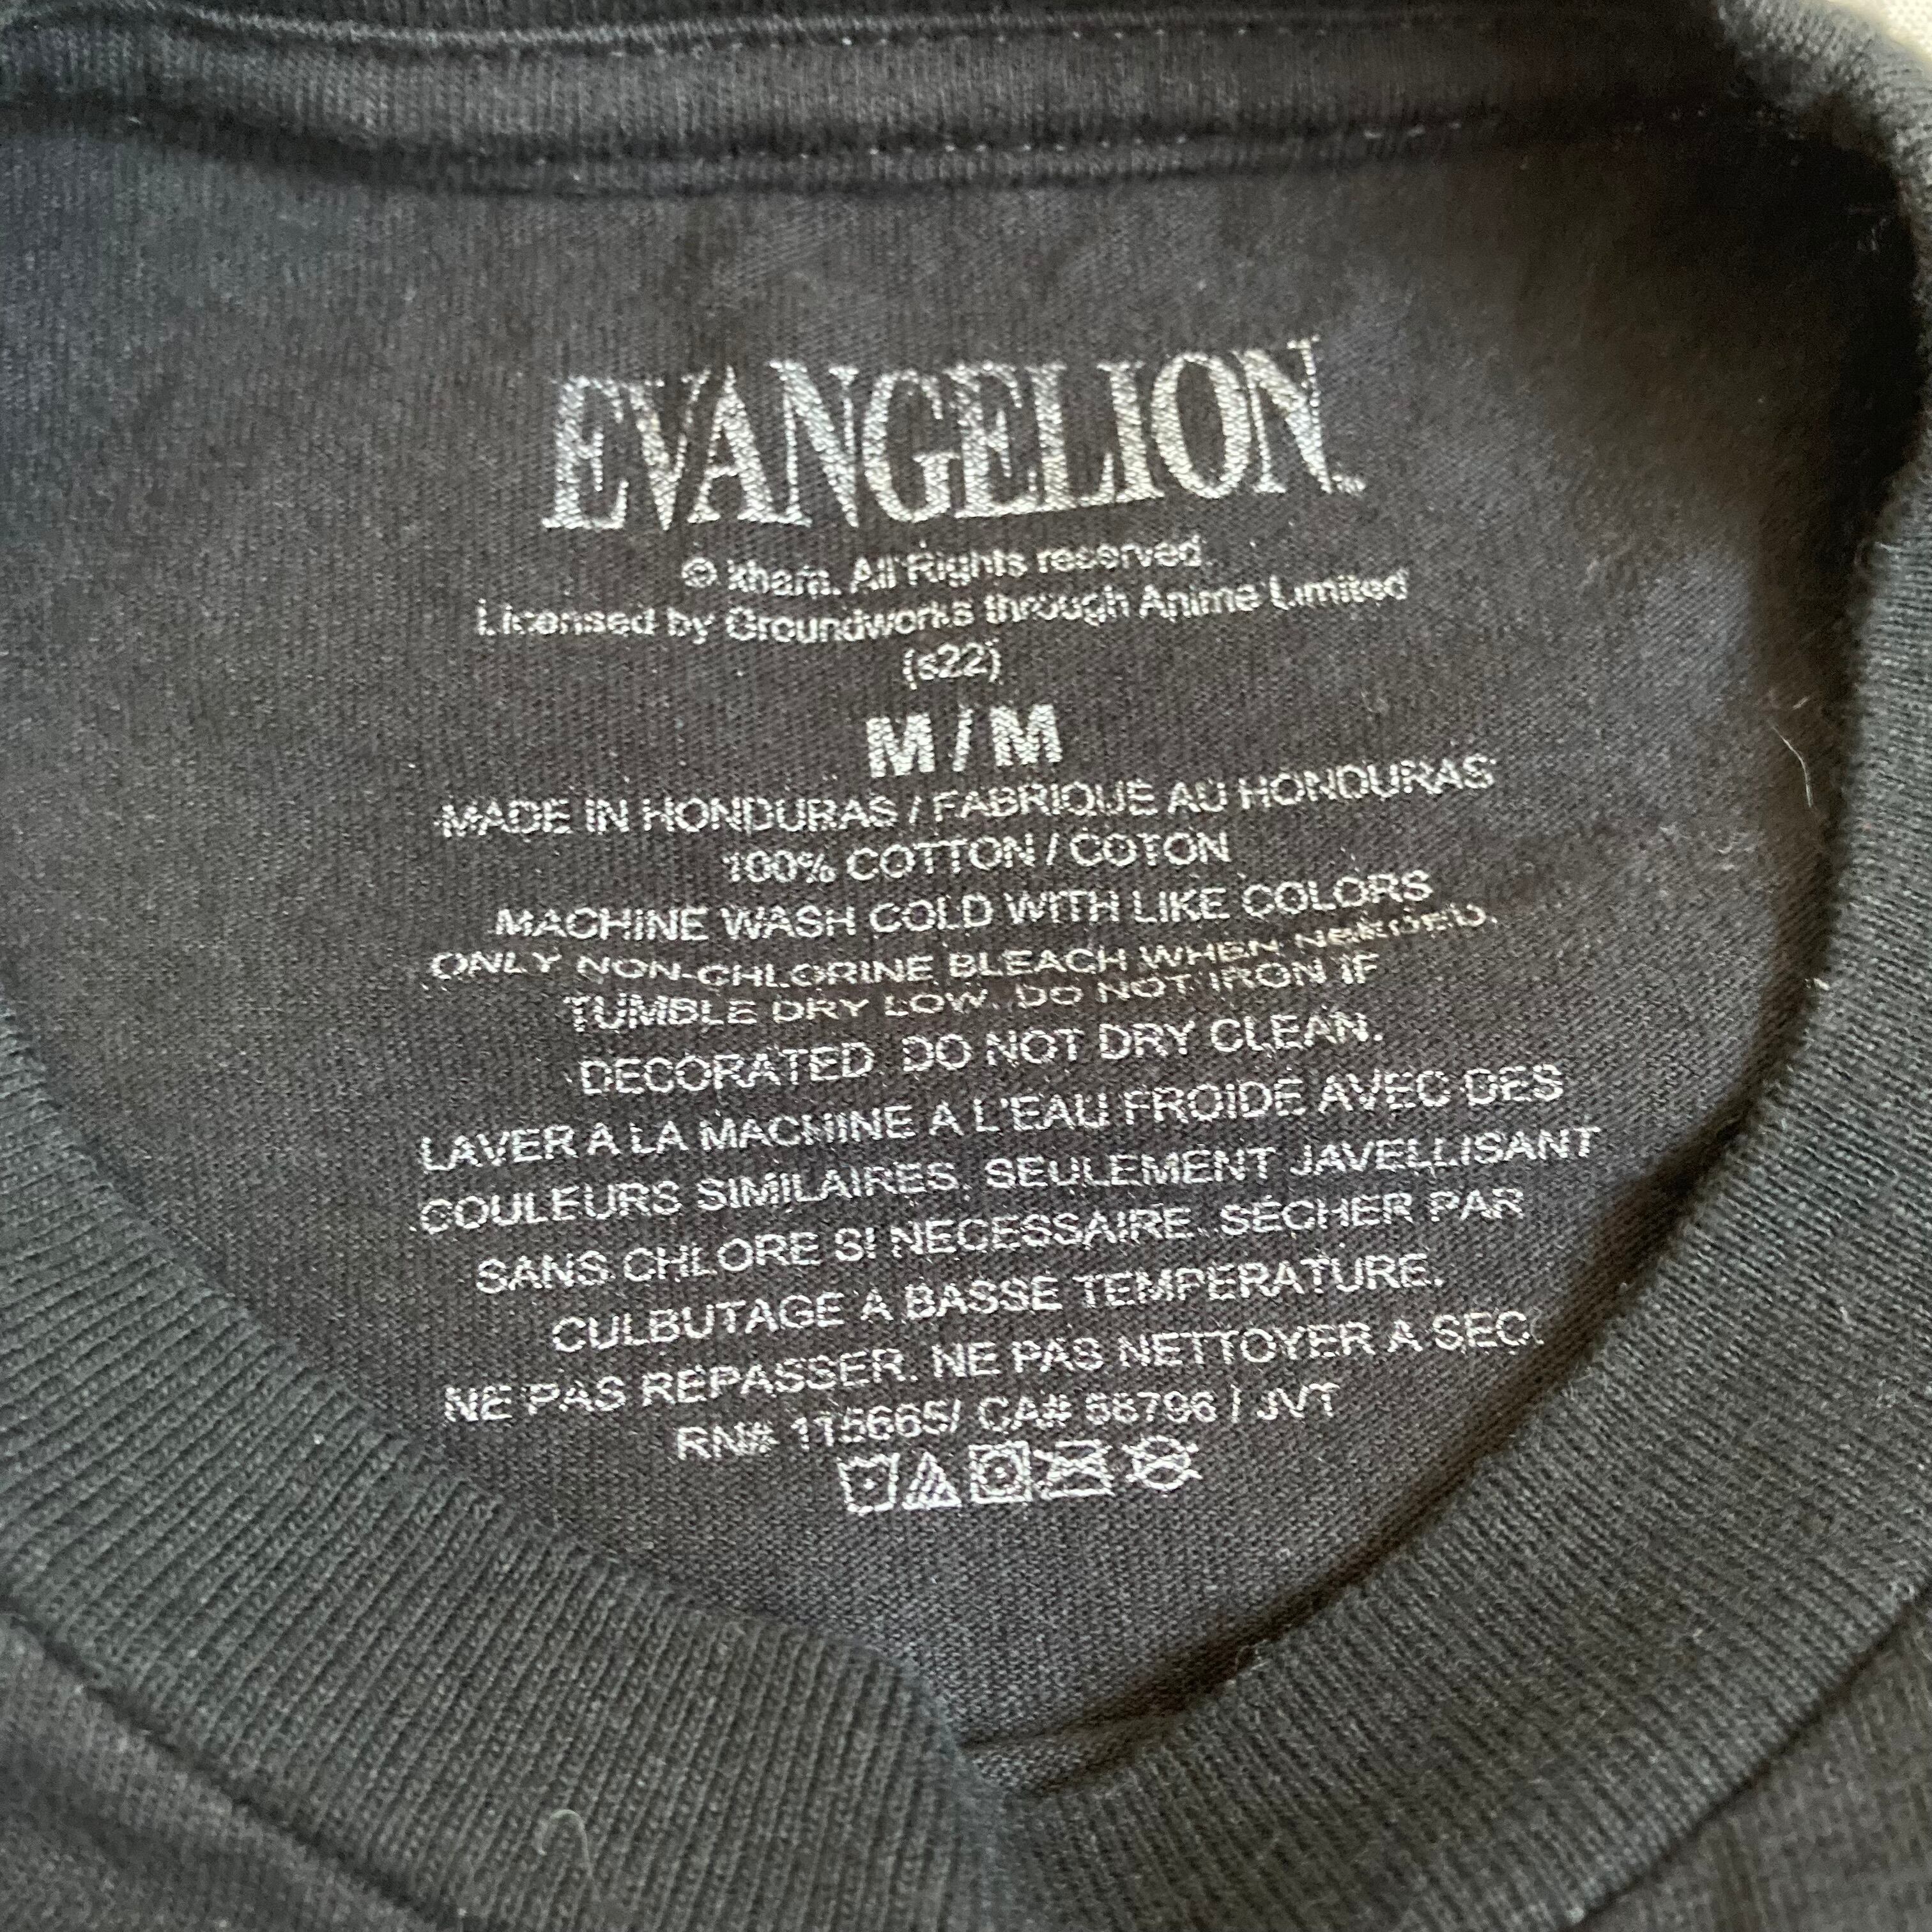 EVANGELION™
© khara. All Rights reserved.
Licensed by Groundworks through Anime Limited
(s22)
M / M
MADE IN HONDURAS / FABRIQUE AU HONDURAS
100% COTTON / COTON
MACHINE WASH COLD WITH LIKE COLORS
ONLY NON-CHLORINE BLEACH WHEN NEEDED.
TUMBLE DRY LOW. DO NOT IRON IF
DECORATED. DO NOT DRY CLEAN.
LAVER A LA MACHINE A L'EAU FROIDE AVEC DES
COULEURS SIMILAIRES. SEULEMENT JAVELLISANT
SANS CHLORE SI NECESSAIRE. SECHER PAR
CULBUTAGE A BASSE TEMPERATURE.
NE PAS REPASSER. NE PAS NETTOYER A SEC.
RN# 115665/ CA# / JVT